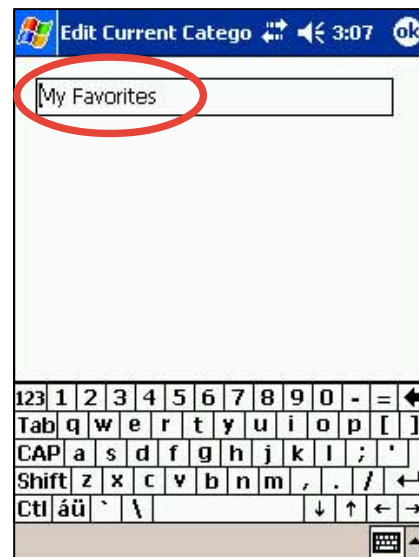 Edit Current Catego 3:07 ok
My Favorites
123 1 2 3 4 5 6 7 8 9 0 - = ←
Tab q w e r t y u i o p [ ]
CAP a s d f g h j k l ; '
Shift z x c v b n m , . / ↵
Ctl áü ` \ ↓ ↑ ← →